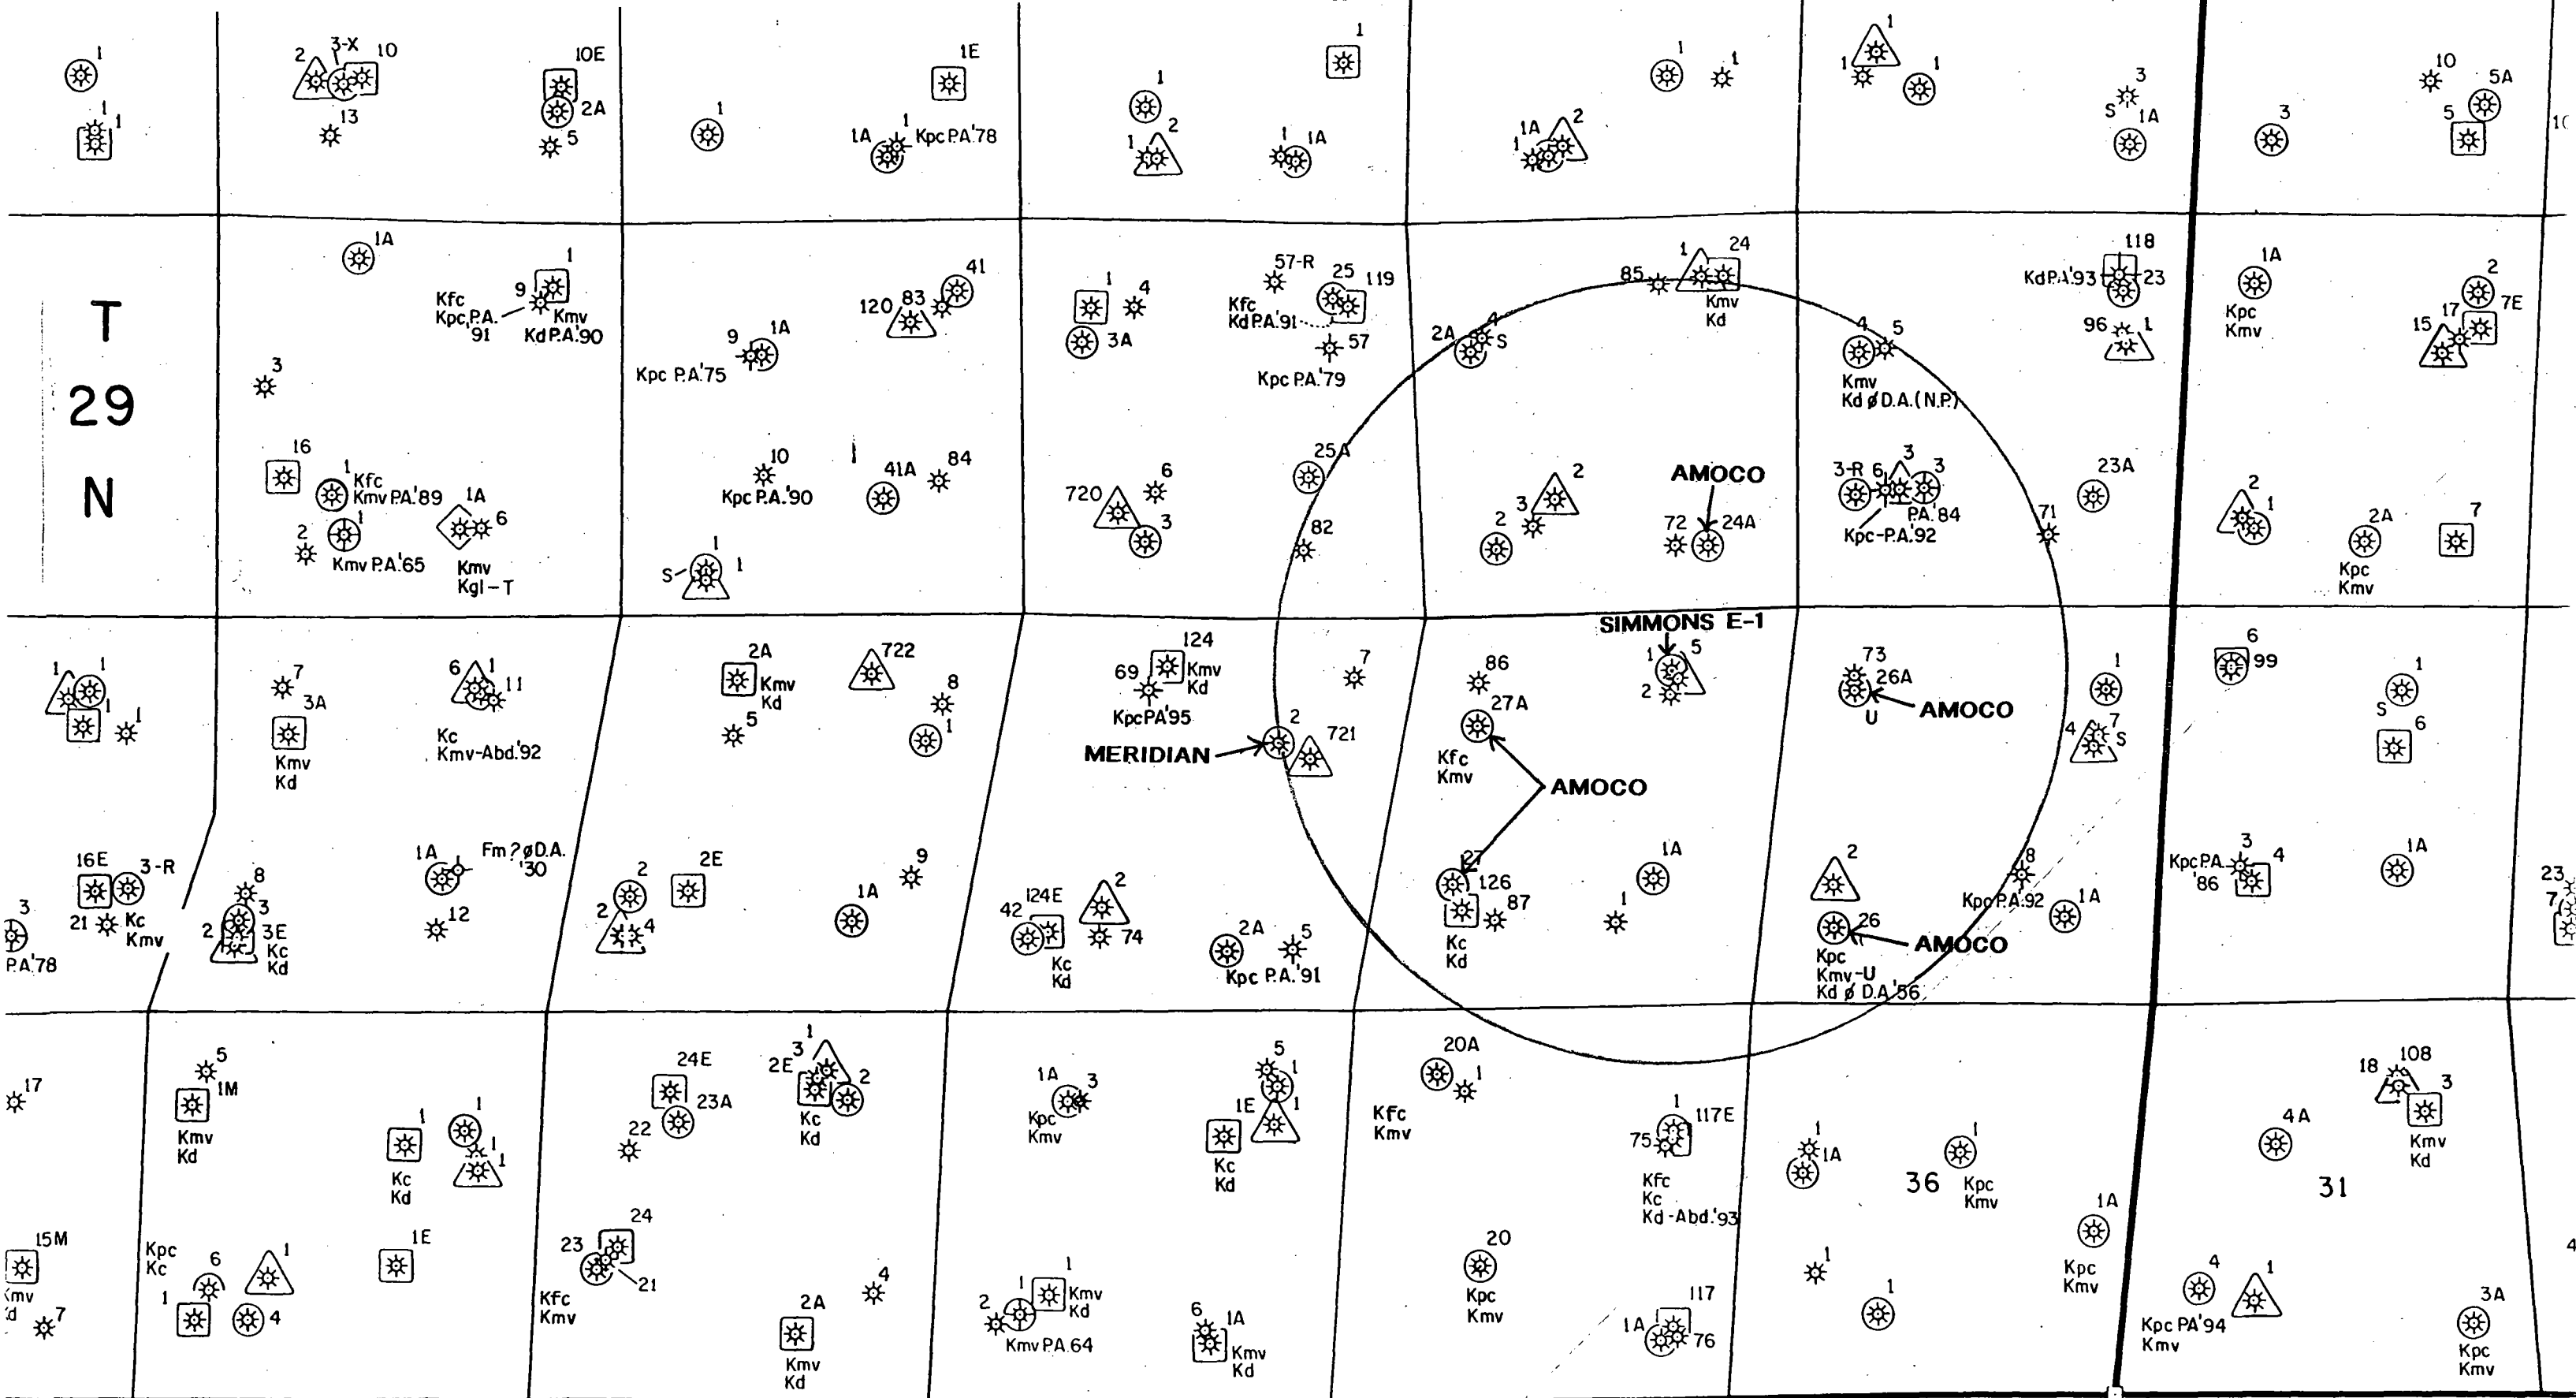 1
1
1
2
3-X
10
13
10E
2A
5
1
1E
1A
1
Kpc P.A.'78
1
1
2
1
1
1A
1
1
1A
2
1
1
1
1
3
S
1A
3
10
5A
5
T
29
N
1A
9
1
Kfc
Kpc, P.A.
'91
Kmv
Kd P.A.'90
3
41
83
120
9
1A
Kpc P.A.'75
1
4
3A
57-R
25
119
Kfc
Kd P.A.'91
57
Kpc P.A.'79
85
1
24
Kmv
Kd
2A
4
S
4
5
Kmv
Kd ø D.A. (N.P.)
118
Kd P.A.'93
23
96
1
1A
Kpc
Kmv
2
7E
17
15
16
1
Kfc
Kmv P.A.'89
1
2
Kmv P.A.'65
1A
6
Kmv
Kgl-T
10
Kpc P.A.'90
41A
84
S
1
1
720
6
3
25A
82
2
3
2
AMOCO
72
24A
3-R
6
3
3
P.A.'84
Kpc-P.A.'92
23A
71
2
1
2A
Kpc
Kmv
7
1
1
1
1
7
3A
Kmv
Kd
6
1
11
Kc
Kmv-Abd.'92
2A
Kmv
Kd
5
722
8
1
69
124
Kmv
Kd
Kpc PA'95
7
MERIDIAN
2
721
86
27A
Kfc
Kmv
AMOCO
SIMMONS E-1
1
5
2
73
26A
U
AMOCO
1
4
7
S
6
99
1
S
6
16E
3-R
3
21
Kc
Kmv
P.A.'78
8
3
2
3E
Kc
Kd
1A
Fm? ø D.A.
'30
12
2
2
4
2E
1A
9
124E
42
Kc
Kd
2
74
2A
5
Kpc P.A.'91
27
126
87
Kc
Kd
1A
1
2
26
AMOCO
Kpc
Kmv-U
Kd ø D.A.'56
8
Kpc P.A.'92
1A
3
Kpc P.A.
'86
4
1A
23
7
17
5
1M
Kmv
Kd
1
Kc
Kd
1
1
1
24E
23A
22
3
1
2E
2
Kc
Kd
1A
3
Kpc
Kmv
5
1
1E
1
Kc
Kd
20A
1
Kfc
Kmv
1
117E
75
Kfc
Kc
Kd-Abd.'93
1
1A
1
36
Kpc
Kmv
1A
Kpc
Kmv
4A
18
108
3
Kmv
Kd
31
15M
Kmv
7
Kpc
Kc
6
1
1
4
1E
24
23
21
Kfc
Kmv
4
2A
Kmv
Kd
1
1
2
Kmv
Kd
Kmv P.A. 64
6
1A
Kmv
Kd
20
Kpc
Kmv
117
1A
76
1
1
4
1
Kpc PA'94
Kmv
3A
Kpc
Kmv
4